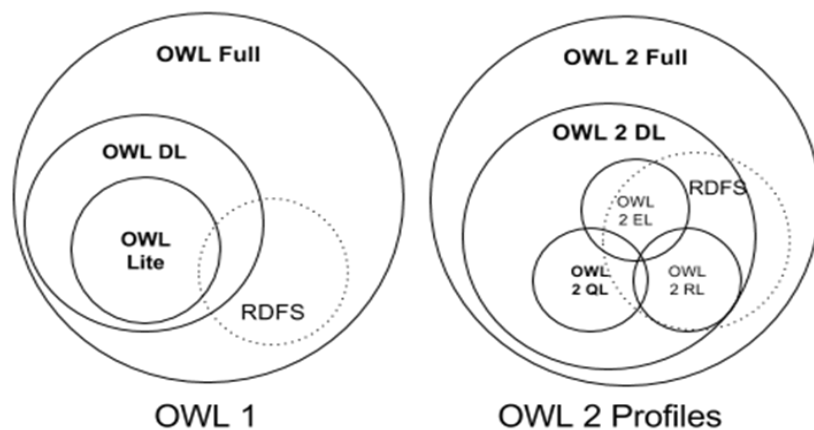 OWL Full
OWL DL
OWL
Lite
RDFS
OWL 1
OWL 2 Full
OWL 2 DL
RDFS
OWL
2 EL
OWL
2 QL
OWL
2 RL
OWL 2 Profiles